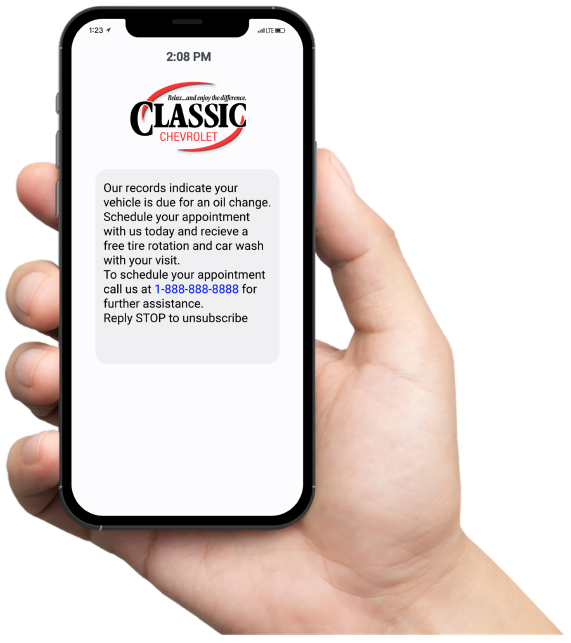 1:23
LTE
2:08 PM
Relax...and enjoy the difference.
CLASSIC
CHEVROLET
Our records indicate your
vehicle is due for an oil change.
Schedule your appointment
with us today and recieve a
free tire rotation and car wash
with your visit.
To schedule your appointment
call us at 1-888-888-8888 for
further assistance.
Reply STOP to unsubscribe